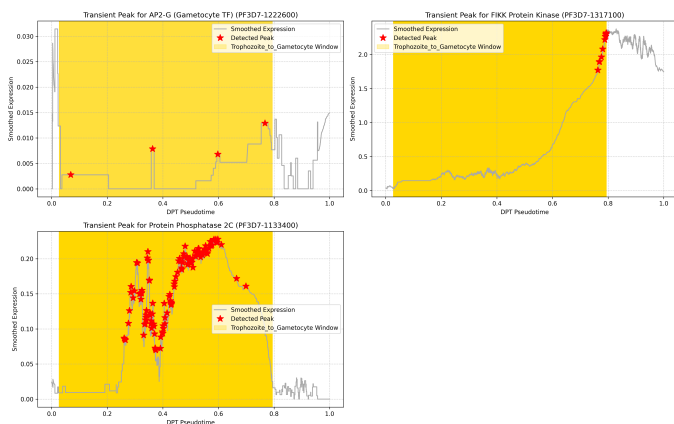 Transient Peak for AP2-G (Gametocyte TF) (PF3D7-1222600)
Smoothed Expression
0.030
0.025
0.020
0.015
0.010
0.005
0.000
Smoothed Expression
Detected Peak
Trophozoite_to_Gametocyte Window
0.0 0.2 0.4 0.6 0.8 1.0
DPT Pseudotime
Transient Peak for FIKK Protein Kinase (PF3D7-1317100)
Smoothed Expression
2.0
1.5
1.0
0.5
0.0
Smoothed Expression
Detected Peak
Trophozoite_to_Gametocyte Window
0.0 0.2 0.4 0.6 0.8 1.0
DPT Pseudotime
Transient Peak for Protein Phosphatase 2C (PF3D7-1133400)
Smoothed Expression
0.20
0.15
0.10
0.05
0.00
Smoothed Expression
Detected Peak
Trophozoite_to_Gametocyte Window
0.0 0.2 0.4 0.6 0.8 1.0
DPT Pseudotime